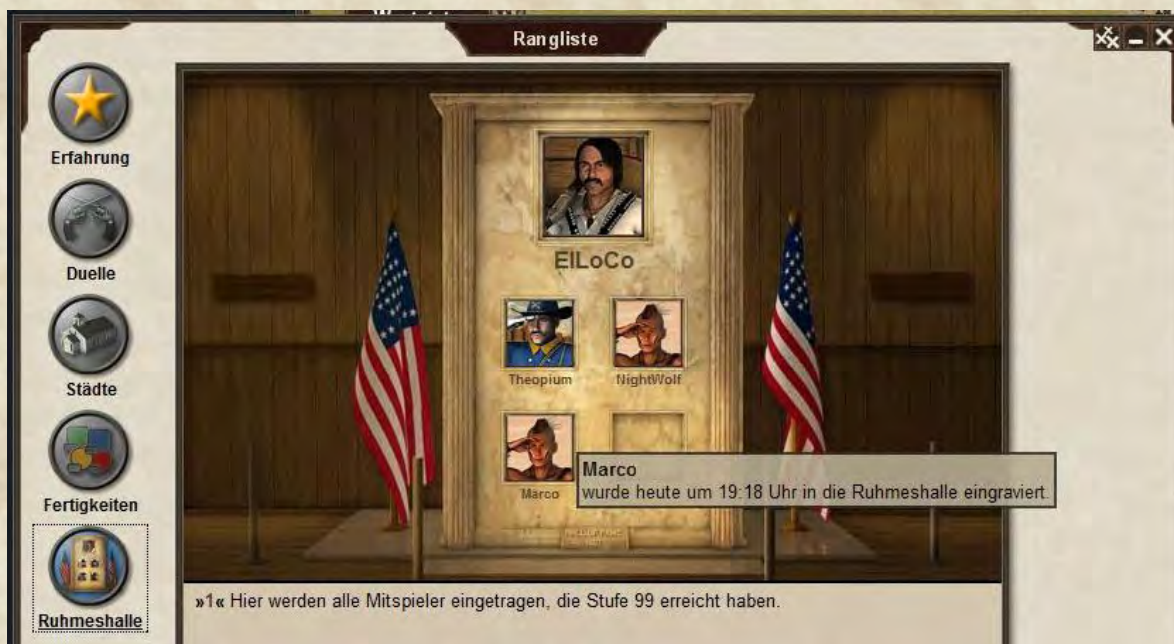 Rangliste
Erfahrung
Duelle
Städte
Fertigkeiten
Ruhmeshalle
ElLoCo
Theopium
NightWolf
Marco
Marco
wurde heute um 19:18 Uhr in die Ruhmeshalle eingraviert.
»1« Hier werden alle Mitspieler eingetragen, die Stufe 99 erreicht haben.